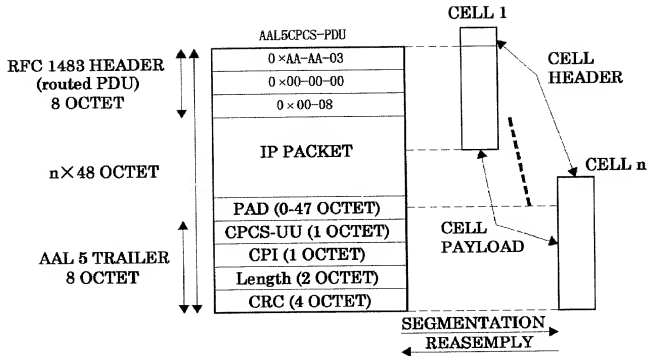 CELL 1
AAL5CPCS-PDU
RFC 1483 HEADER
(routed PDU)
8 OCTET
0×AA-AA-03
0×00-00-00
0×00-08
CELL
HEADER
IP PACKET
n×48 OCTET
CELL n
PAD (0-47 OCTET)
CPCS-UU (1 OCTET)
CPI (1 OCTET)
Length (2 OCTET)
CRC (4 OCTET)
AAL 5 TRAILER
8 OCTET
CELL
PAYLOAD
SEGMENTATION
REASEMPLY